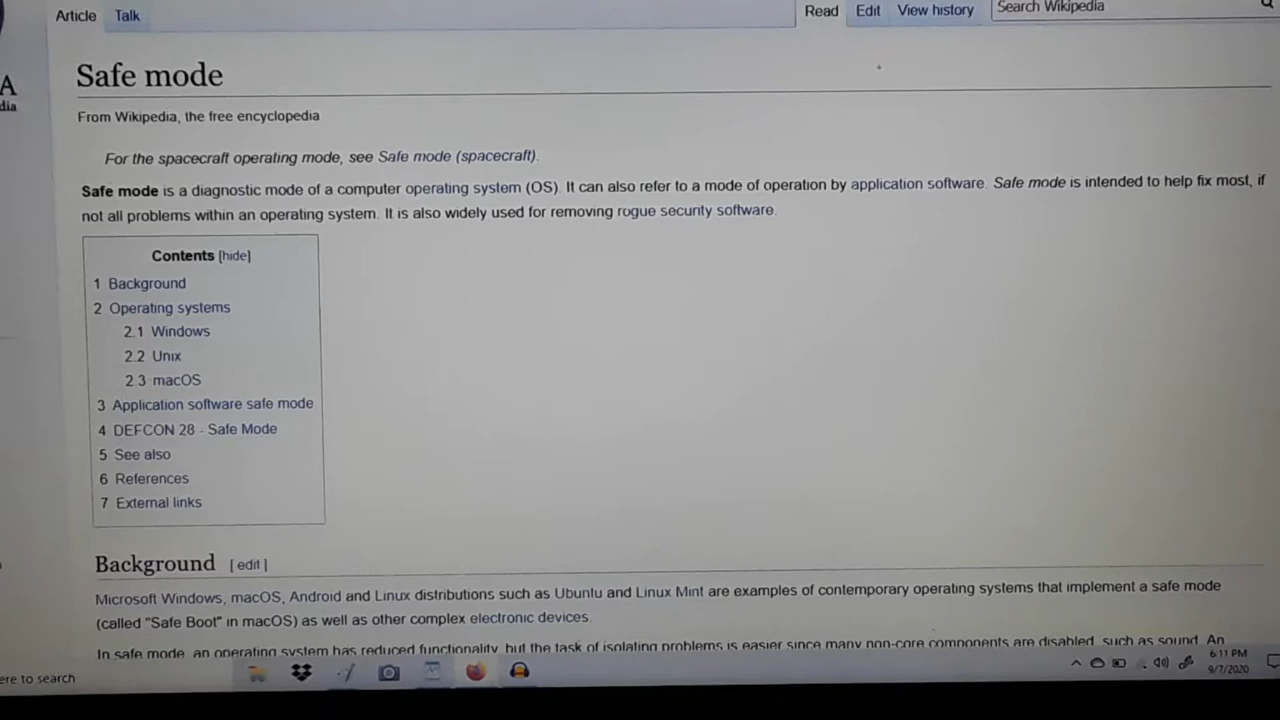 Article Talk Read Edit View history Search Wikipedia
A
dia
Safe mode
From Wikipedia, the free encyclopedia
For the spacecraft operating mode, see Safe mode (spacecraft).
Safe mode is a diagnostic mode of a computer operating system (OS). It can also refer to a mode of operation by application software. Safe mode is intended to help fix most, if
not all problems within an operating system. It is also widely used for removing rogue security software.
Contents [hide]
1 Background
2 Operating systems
2.1 Windows
2.2 Unix
2.3 macOS
3 Application software safe mode
4 DEFCON 28 - Safe Mode
5 See also
6 References
7 External links
Background [ edit ]
Microsoft Windows, macOS, Android and Linux distributions such as Ubuntu and Linux Mint are examples of contemporary operating systems that implement a safe mode
(called "Safe Boot" in macOS) as well as other complex electronic devices.
In safe mode, an operating system has reduced functionality, but the task of isolating problems is easier since many non-core components are disabled, such as sound. An
ere to search
6:11 PM
9/7/2020